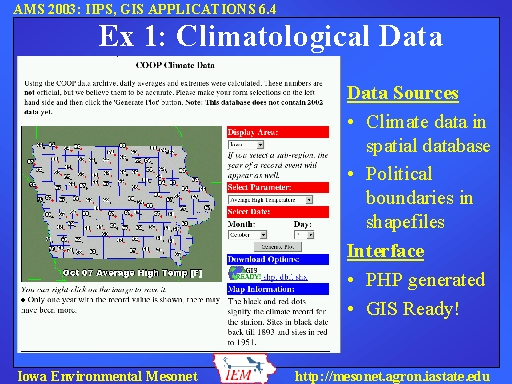 AMS 2003: IIPS, GIS APPLICATIONS 6.4
Ex 1: Climatological Data
COOP Climate Data
Using the COOP data archive, daily averages and extremes were calculated. These numbers are
not official, but we believe them to be accurate. Please make your form selections on the left
hand side and then click the 'Generate Plot' button. Note: This database does not contain 2002
data yet.
Oct 07 Average High Temp [F]
You can right-click on the image to save it.
● Only one year with the record value is shown, there may
have been more.
Display Area:
Iowa
If you select a sub-region, the
year of a record event will
appear as well.
Select Parameter:
Average High Temperature
Select Date:
Month: Day:
October 7
Generate Plot
Download Options:
GIS
READY! shp, dbf, shx
Map Information:
The black and red dots
signify the climate record for
the station. Sites in black date
back till 1893 and sites in red
to 1951.
Data Sources
• Climate data in
spatial database
• Political
boundaries in
shapefiles
Interface
• PHP generated
• GIS Ready!
Iowa Environmental Mesonet
IEM
http://mesonet.agron.iastate.edu